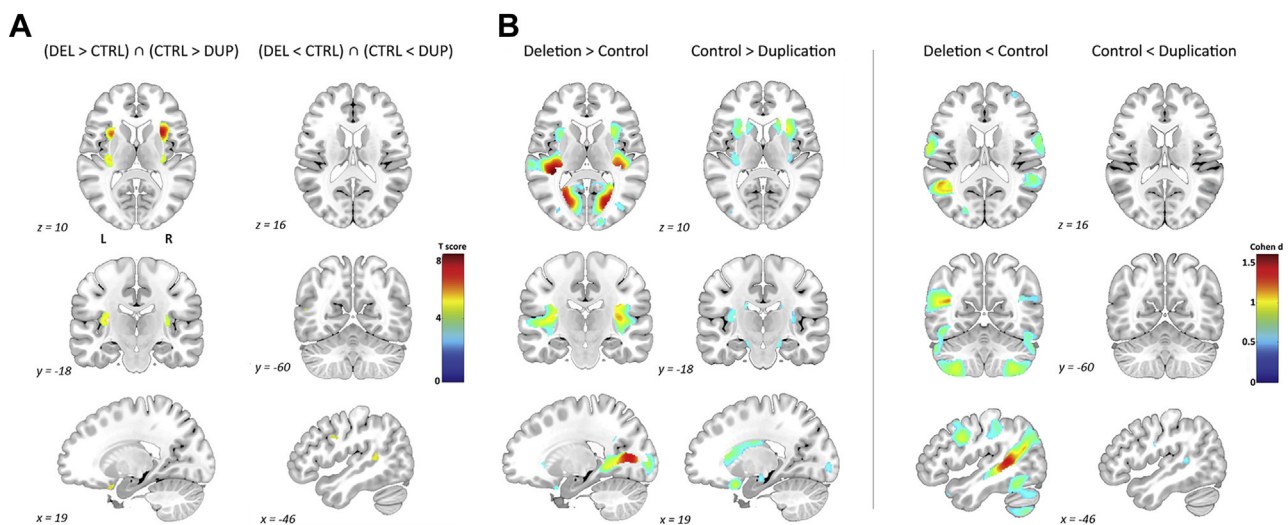 A
B
(DEL > CTRL) ∩ (CTRL > DUP)
(DEL < CTRL) ∩ (CTRL < DUP)
Deletion > Control
Control > Duplication
Deletion < Control
Control < Duplication
z = 10
L
R
z = 16
z = 10
z = 16
T score
8
4
0
Cohen d
1.5
1
0.5
0
y = -18
y = -60
y = -18
y = -60
x = 19
x = -46
x = 19
x = -46